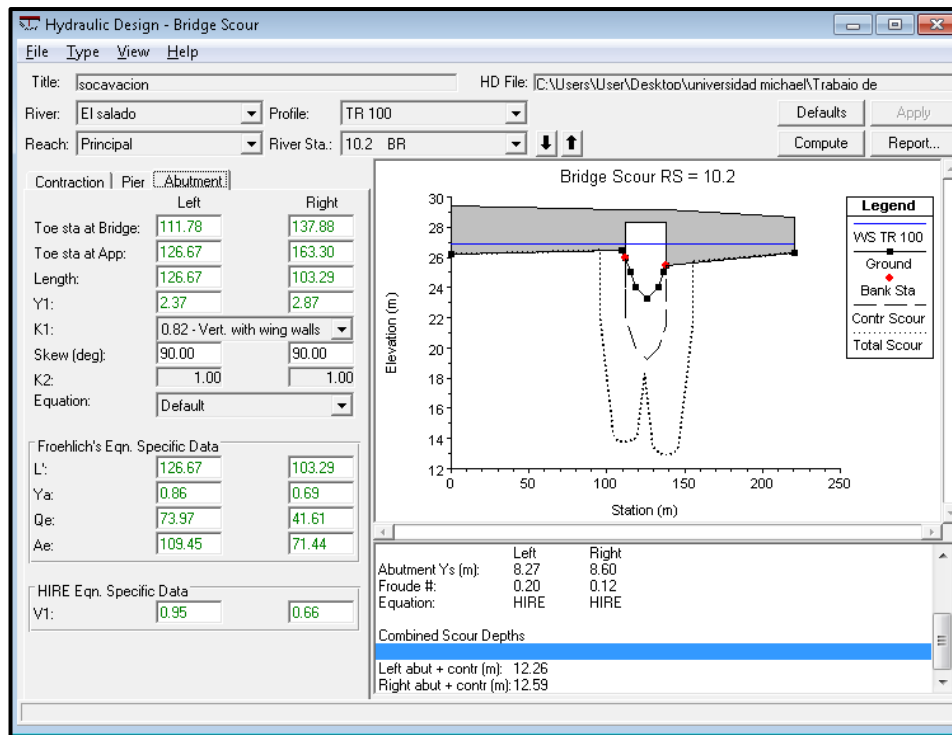 Hydraulic Design - Bridge Scour
File Type View Help
Title: socavacion HD File: C:\Users\User\Desktop\universidad michael\Trabajo de
River: El salado Profile: TR 100 Defaults Apply
Reach: Principal River Sta.: 10.2 BR Compute Report...
Contraction Pier Abutment
Left Right
Toe sta at Bridge: 111.78 137.88
Toe sta at App: 126.67 163.30
Length: 126.67 103.29
Y1: 2.37 2.87
K1: 0.82 - Vert. with wing walls
Skew (deg): 90.00 90.00
K2: 1.00 1.00
Equation: Default
Froehlich's Eqn. Specific Data
L': 126.67 103.29
Ya: 0.86 0.69
Qe: 73.97 41.61
Ae: 109.45 71.44
HIRE Eqn. Specific Data
V1: 0.95 0.66
Bridge Scour RS = 10.2
30
28
26
24
22
20
18
16
14
12
Elevation (m)
0 50 100 150 200 250
Station (m)
Legend
WS TR 100
Ground
Bank Sta
Contr Scour
Total Scour
Left Right
Abutment Ys (m): 8.27 8.60
Froude #: 0.20 0.12
Equation: HIRE HIRE
Combined Scour Depths
Left abut + contr (m): 12.26
Right abut + contr (m): 12.59